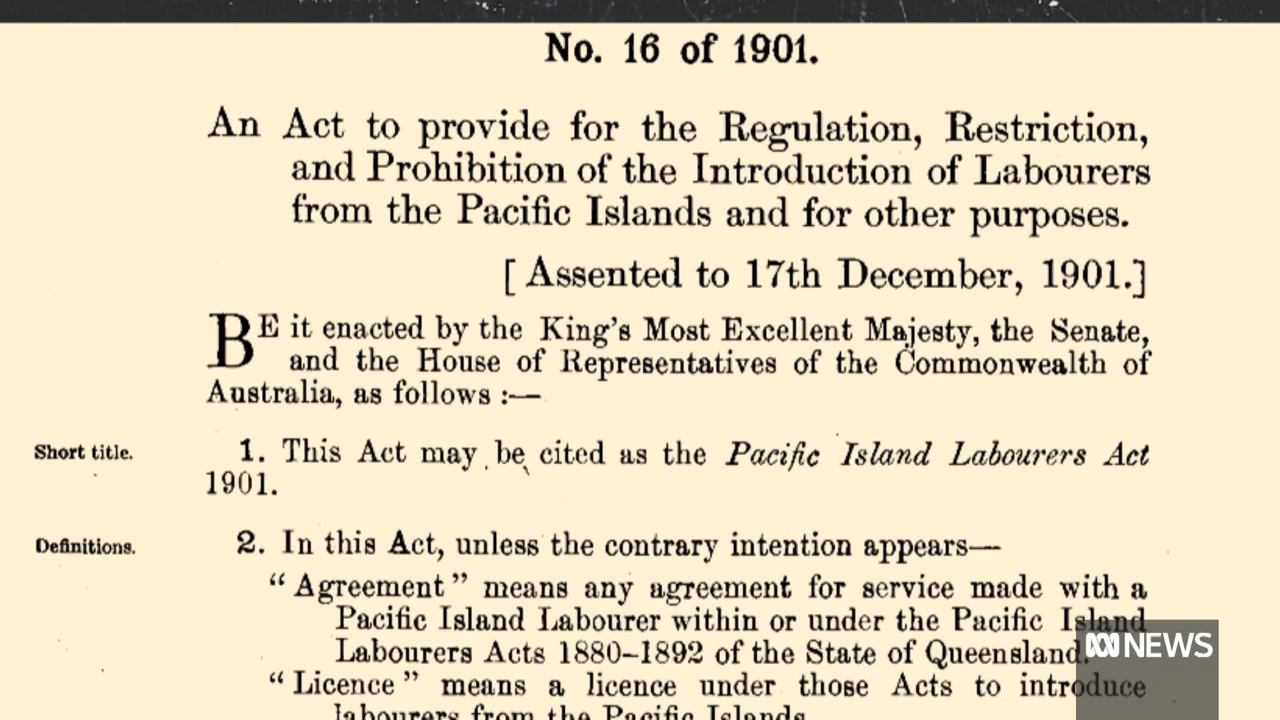 No. 16 of 1901.
An Act to provide for the Regulation, Restriction,
and Prohibition of the Introduction of Labourers
from the Pacific Islands and for other purposes.
[Assented to 17th December, 1901.]
BE it enacted by the King's Most Excellent Majesty, the Senate,
and the House of Representatives of the Commonwealth of
Australia, as follows :—
Short title.
1. This Act may be cited as the Pacific Island Labourers Act
1901.
Definitions.
2. In this Act, unless the contrary intention appears—
“Agreement” means any agreement for service made with a
Pacific Island Labourer within or under the Pacific Island
Labourers Acts 1880–1892 of the State of Queensland.
“Licence” means a licence under those Acts to introduce
labourers from the Pacific Islands.
NEWS